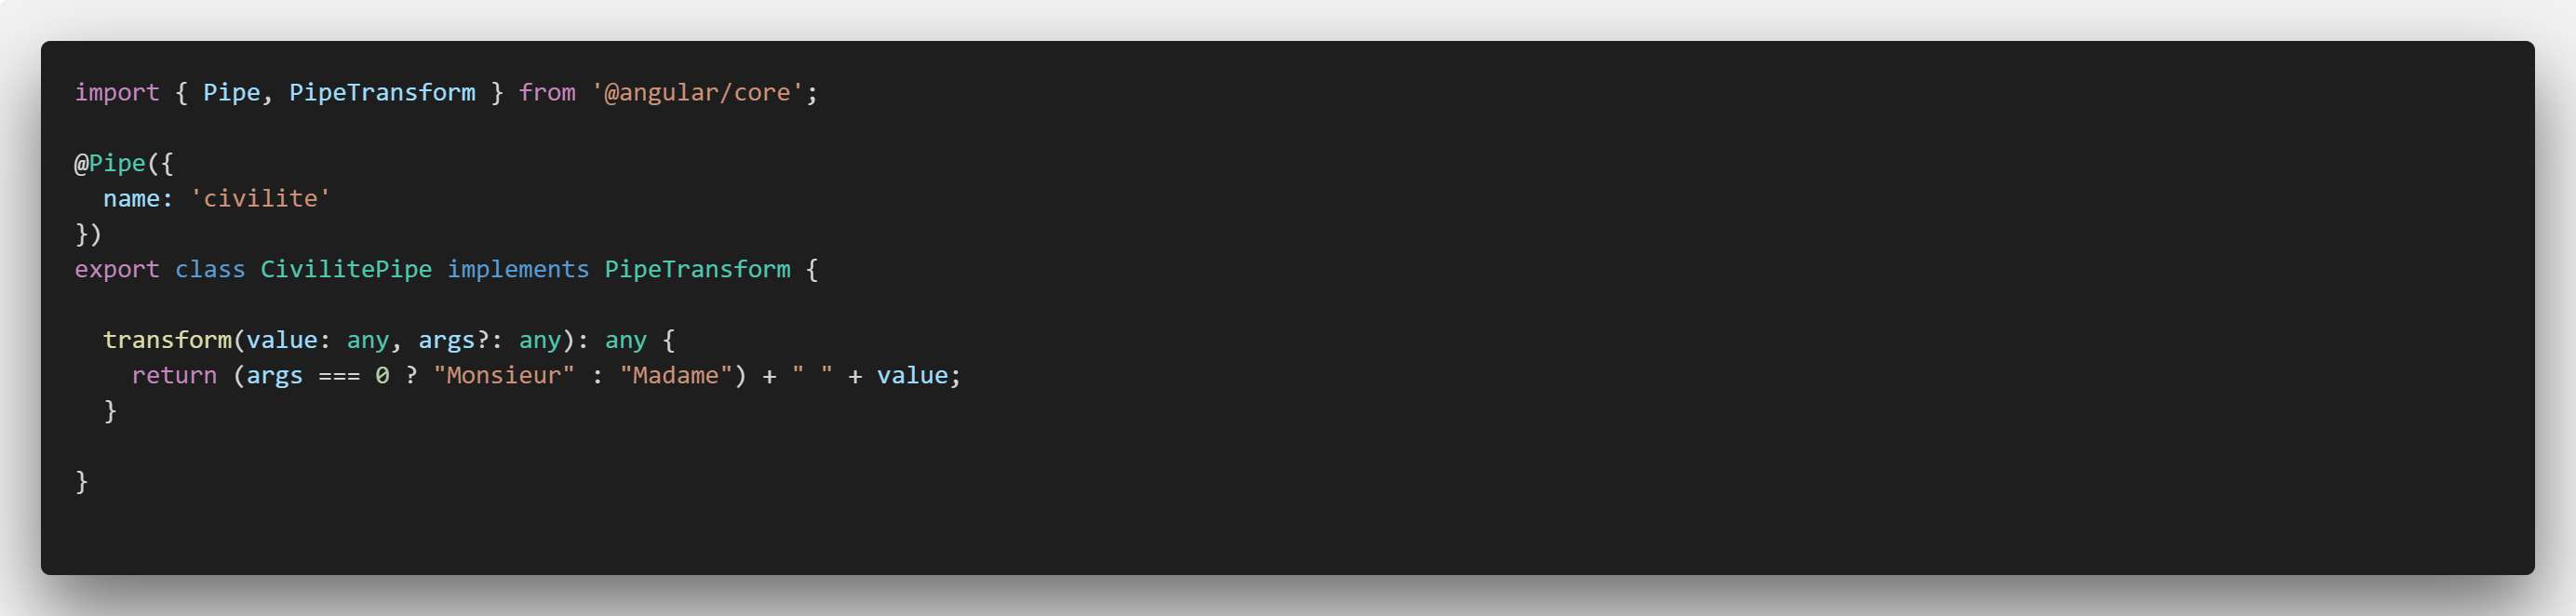 import { Pipe, PipeTransform } from '@angular/core';
@Pipe({
  name: 'civilite'
})
export class CivilitePipe implements PipeTransform {
  transform(value: any, args?: any): any {
    return (args === 0 ? "Monsieur" : "Madame") + " " + value;
  }
}